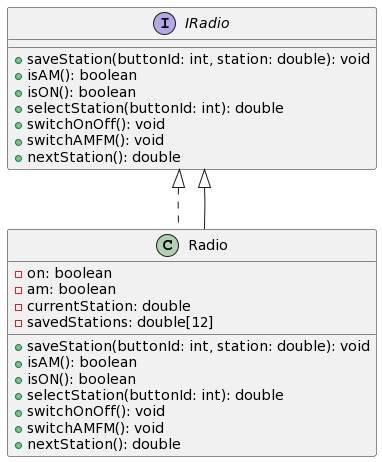 I IRadio
saveStation(buttonId: int, station: double): void
isAM(): boolean
isON(): boolean
selectStation(buttonId: int): double
switchOnOff(): void
switchAMFM(): void
nextStation(): double
C Radio
on: boolean
am: boolean
currentStation: double
savedStations: double[12]
saveStation(buttonId: int, station: double): void
isAM(): boolean
isON(): boolean
selectStation(buttonId: int): double
switchOnOff(): void
switchAMFM(): void
nextStation(): double